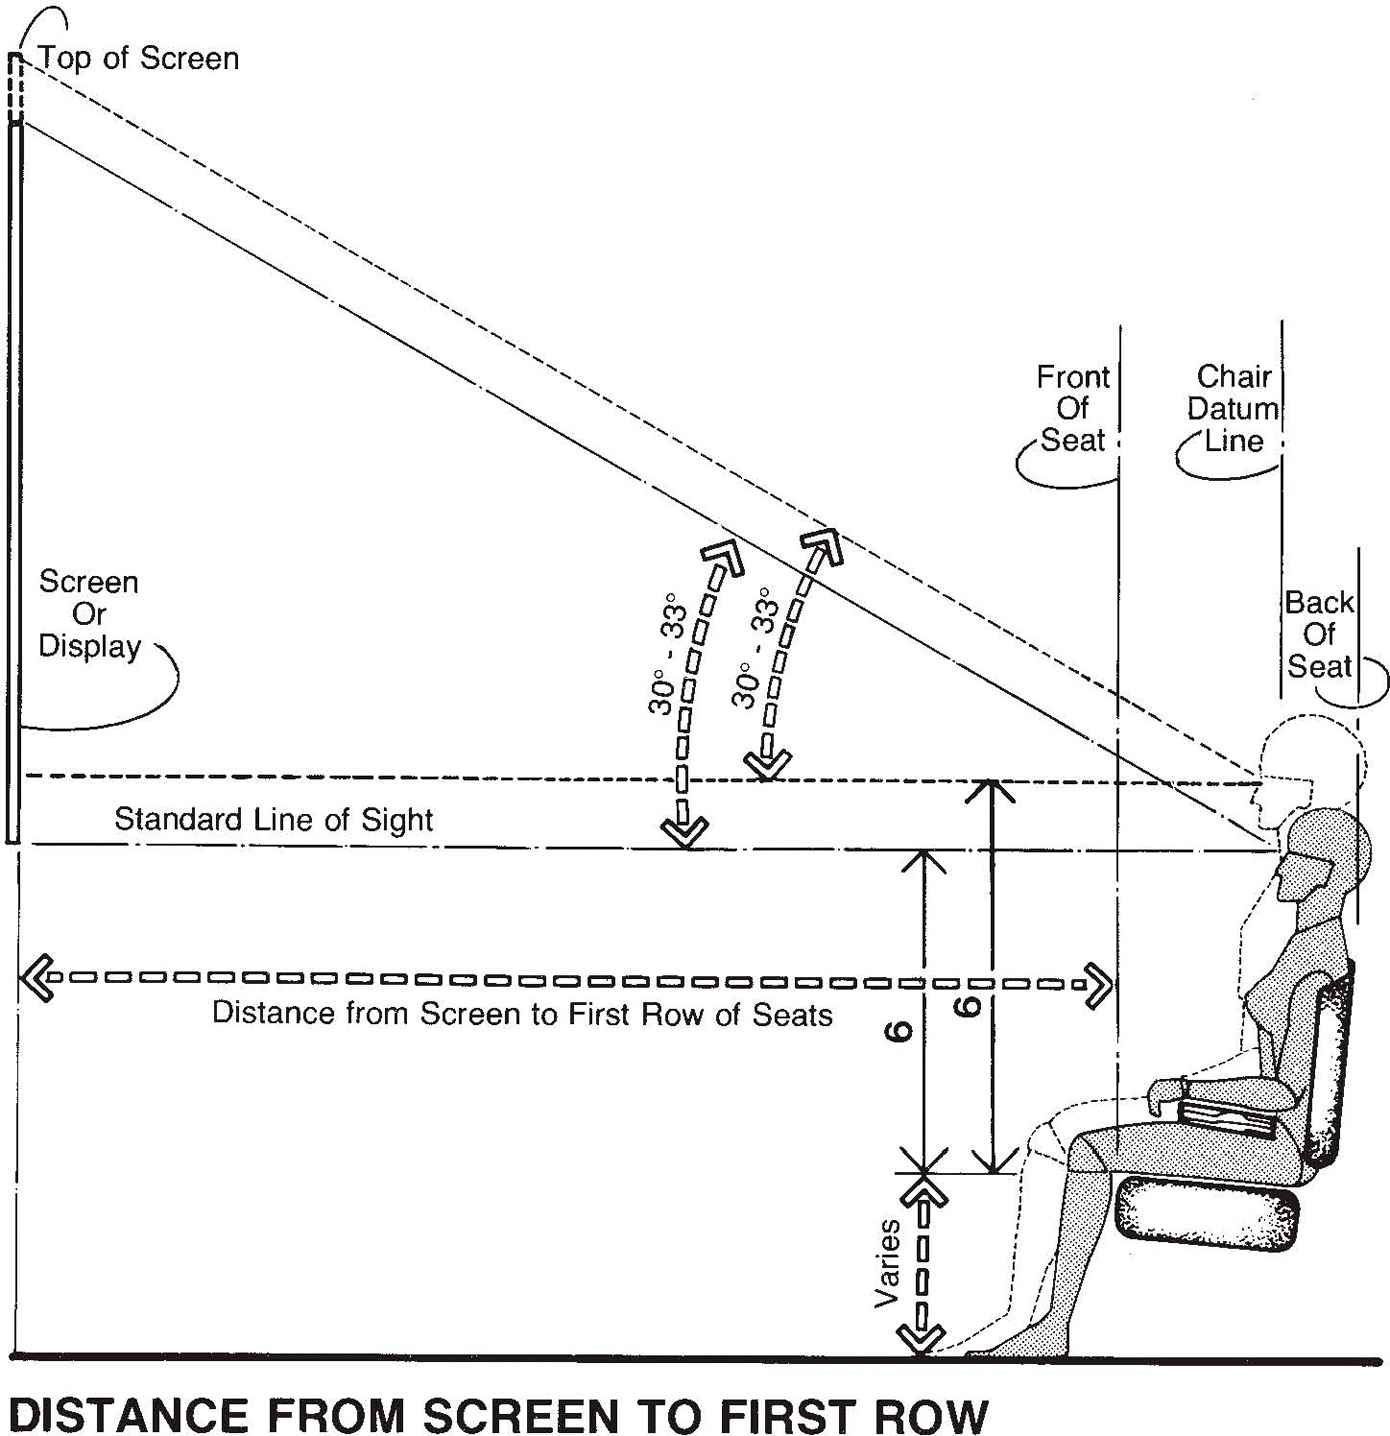 Top of Screen
Front
Of
Seat
Chair
Datum
Line
Screen
Or
Display
30° - 33°
30° - 33°
Back
Of
Seat
Standard Line of Sight
Distance from Screen to First Row of Seats
6
6
Varies
DISTANCE FROM SCREEN TO FIRST ROW